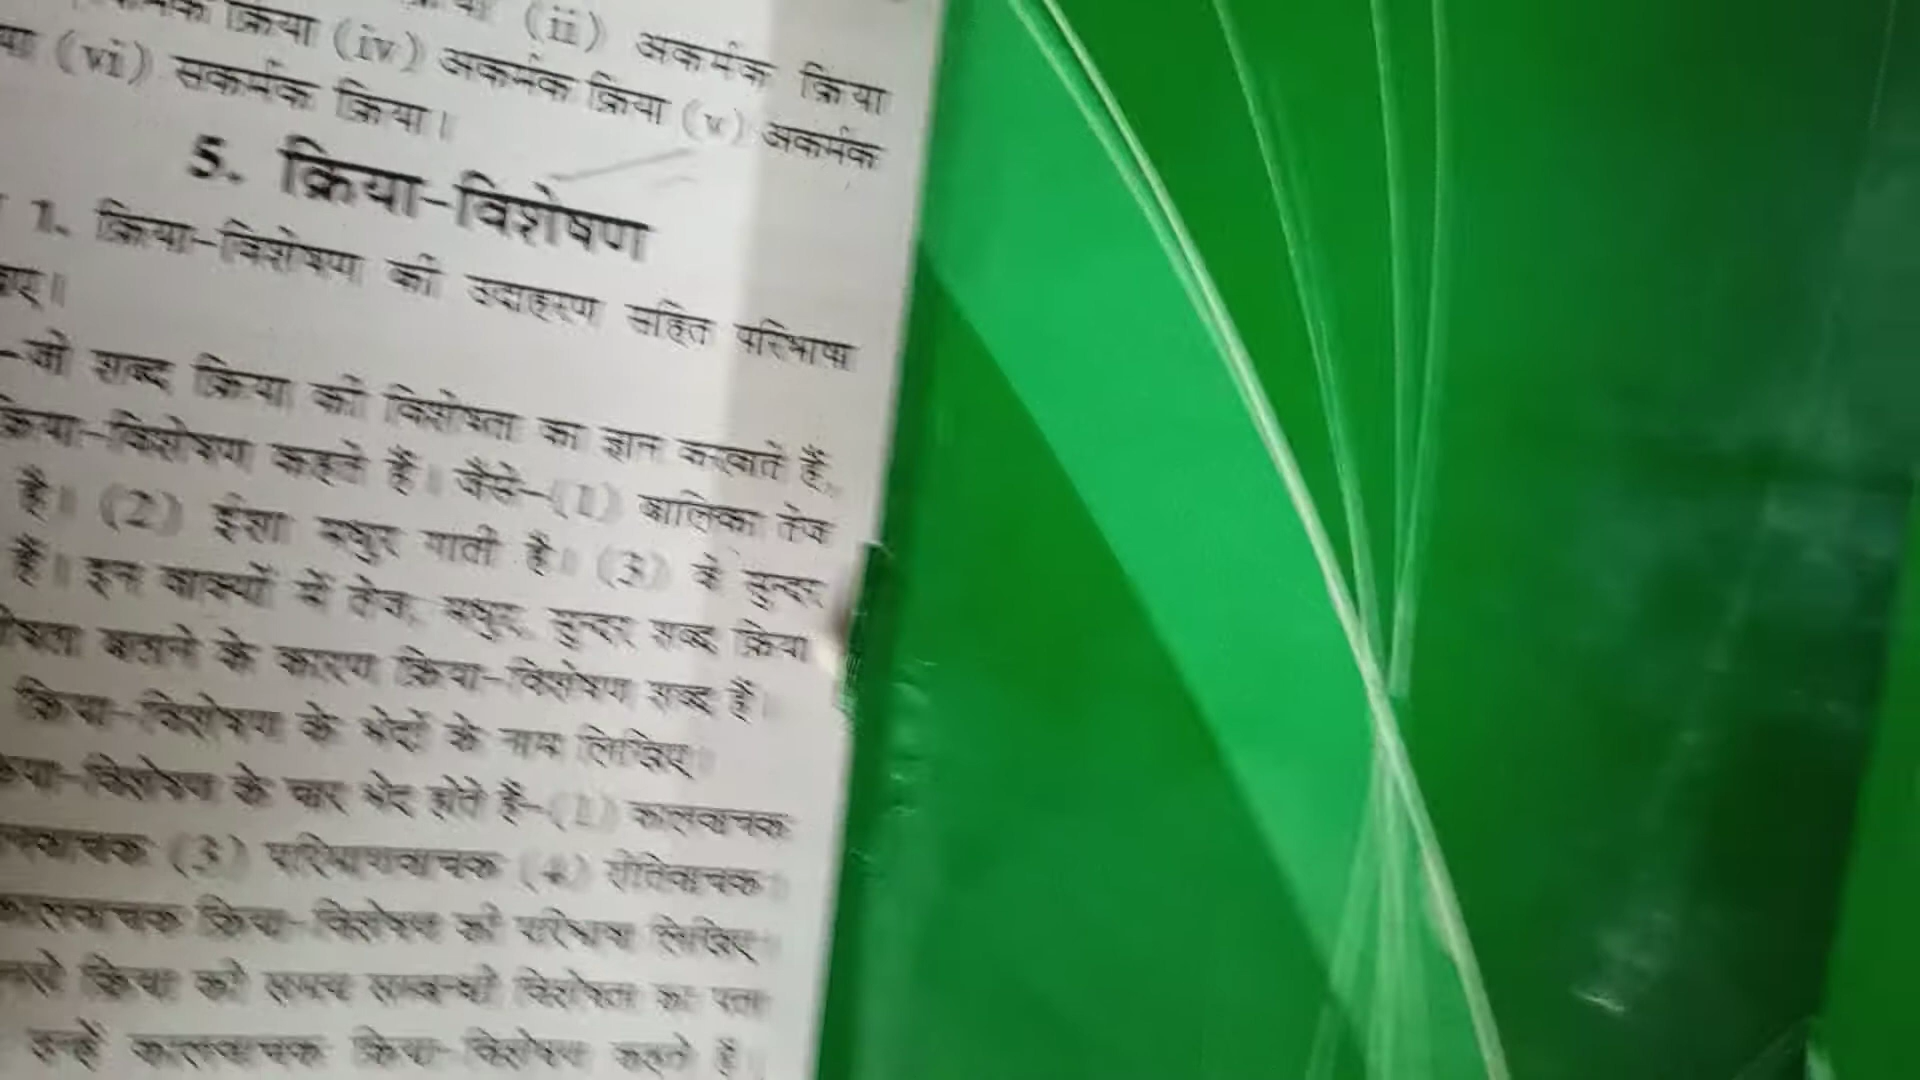 क्रिया (ii) अकर्मक क्रिया
क्रिया (iv) अकर्मक क्रिया (v) अकर्मक
(vi) सकर्मक क्रिया।
5. क्रिया-विशेषण
1. क्रिया-विशेषण की उदाहरण सहित परिभाषा
-जो शब्द क्रिया की विशेषता का ज्ञान करवाते हैं,
क्रिया-विशेषण कहते हैं। जैसे-(1) बालिका तेज
है। (2) ईशा मधुर गाती है। (3) वे सुन्दर
हैं। इन वाक्यों में तेज, मधुर, सुन्दर शब्द क्रिया
बताने के कारण क्रिया-विशेषण शब्द हैं।
क्रिया-विशेषण के भेदों के नाम लिखिए।
-विशेषण के चार भेद होते हैं-(1) कालवाचक
(3) परिमाणवाचक (4) रीतिवाचक।
कालवाचक क्रिया-विशेषण की परिभाषा लिखिए।
क्रिया की समय सम्बन्धी विशेषता का पता
उन्हें कालवाचक क्रिया-विशेषण कहते हैं।